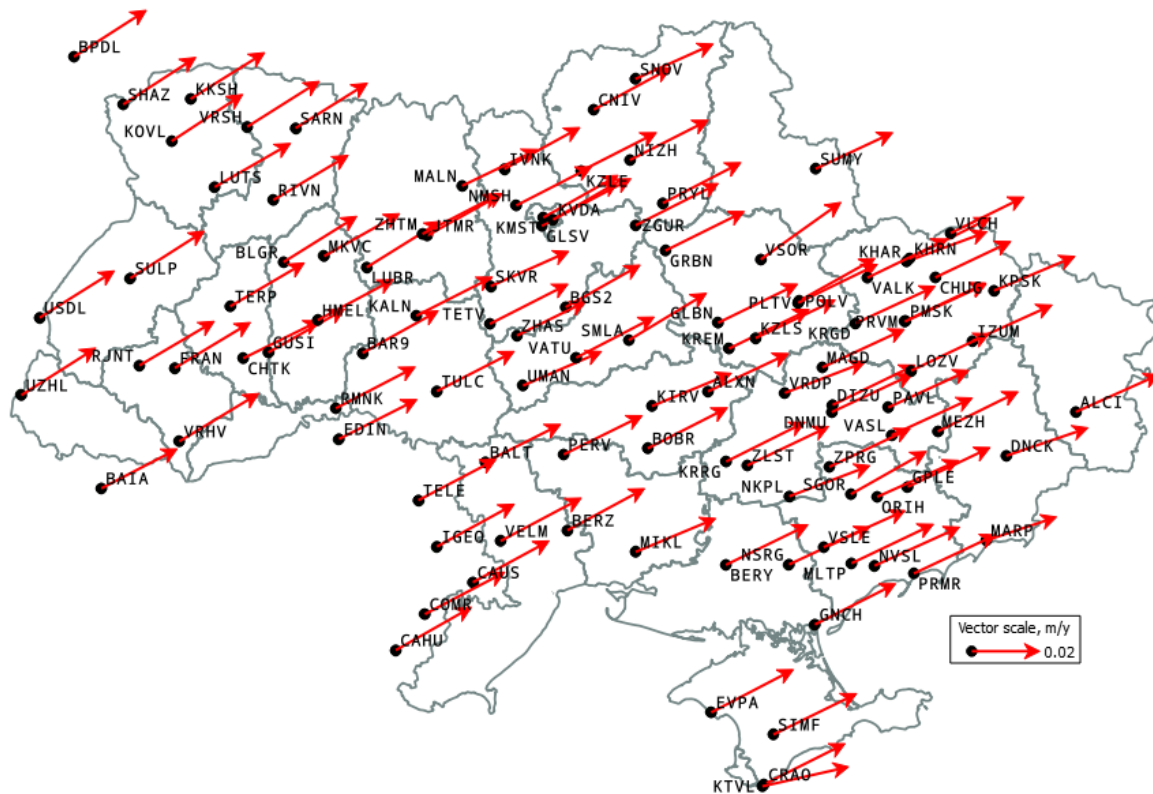 BPDL
SNOV
SHAZ
KKSH
CNIV
VRSH
SARN
KOVL
IVNK
NIZH
SUMY
LUTS
RIVN
MALN
NMSH
KZLE
PRYL
ZHTM
JTMR
KMST
KVDA
GLSV
ZGUR
VLCH
BLGR
MKVC
GRBN
VSOR
KHAR
KHRN
SULP
LUBR
SKVR
VALK
CHUG
KPSK
USDL
TERP
HMEL
KALN
TETV
BGS2
GLBN
PLTV
POLV
PRVM
PMSK
ZHAS
SMLA
KREM
KZLS
KRGD
IZUM
RJNT
FRAN
CHTK
GUSI
BAR9
VATU
MAGD
LOZV
UZHL
TULC
UMAN
VRDP
BMNK
KIRV
ALXN
DIZU
PAVL
ALCI
VRHV
EDIN
DNMU
VASL
MEZH
BALT
PERV
BOBR
DNCK
BAIA
KRRG
ZLST
ZPRG
TELE
NKPL
SGOR
GPLE
ORIH
IGEO
VELM
BERZ
MIKL
NSRG
VSLE
MARP
CAUS
BERY
MLTP
NVSL
PRMR
COMR
GNCH
CAHU
Vector scale, m/y
0.02
EVPA
SIMF
KTVL
CRAO